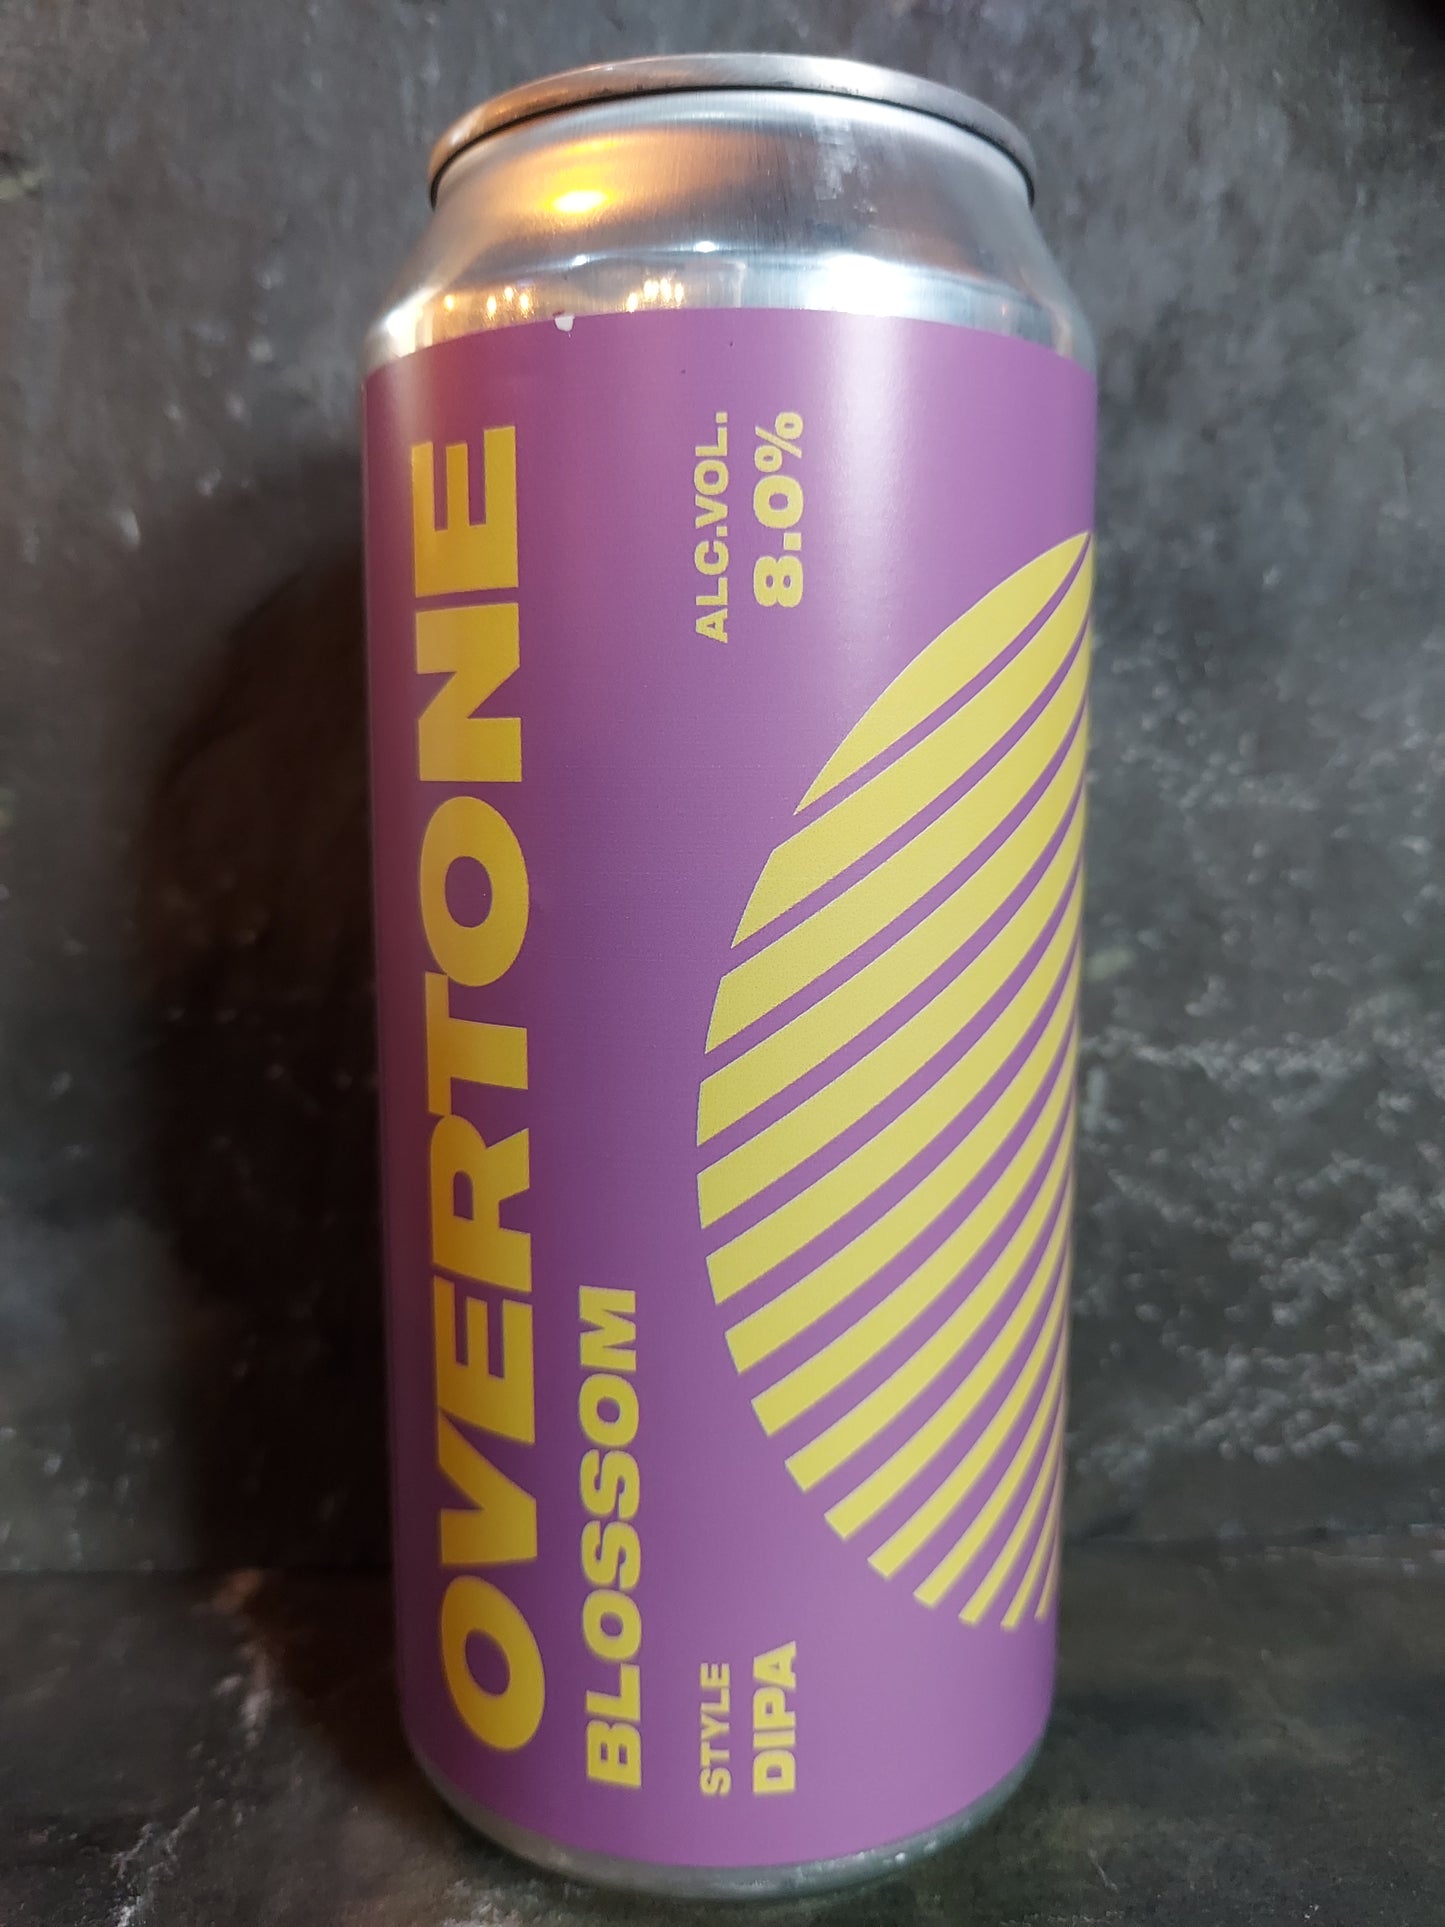 OVERTONE
BLOSSOM
STYLE
DIPA
ALC.VOL.
8.0%